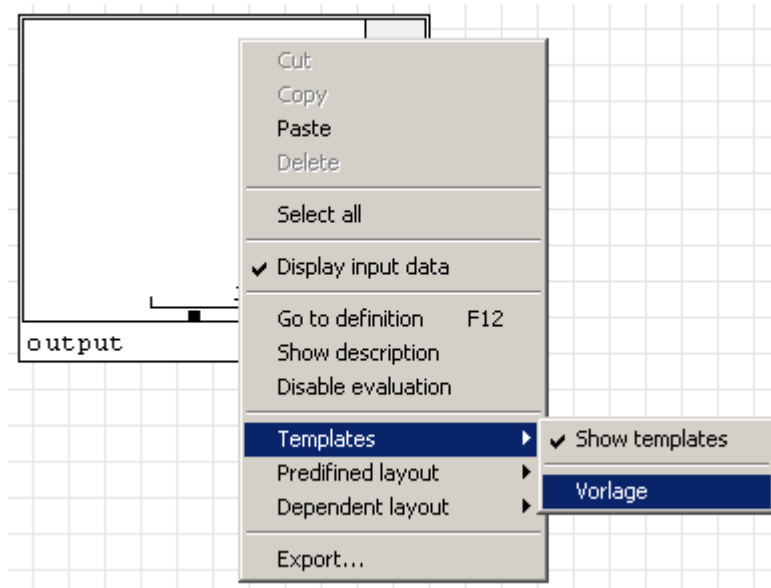 Cut
Copy
Paste
Delete
Select all
Display input data
Go to definition F12
Show description
Disable evaluation
Templates
Predifined layout
Dependent layout
Export...
Show templates
Vorlage
output